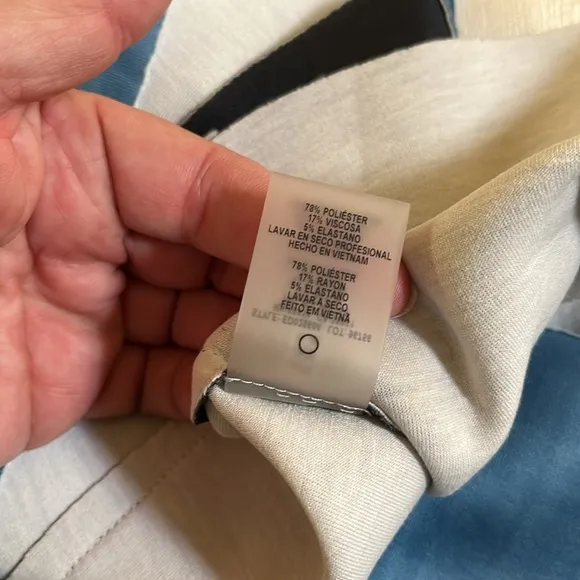 78% POLIÉSTER
17% VISCOSA
5% ELASTANO
LAVAR EN SECO PROFESIONAL
HECHO EN VIETNAM
78% POLIÉSTER
17% RAYON
5% ELASTANO
LAVAR A SECO
FEITO EM VIETNÃ